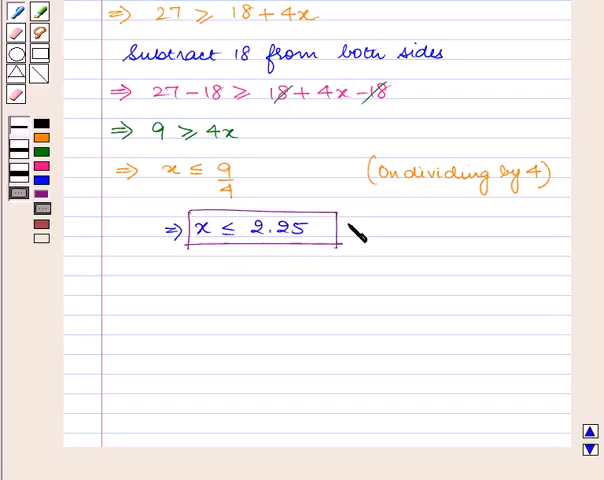 ⇒ 27 ≥ 18 + 4x
Subtract 18 from both sides
⇒ 27 - 18 ≥ 18 + 4x - 18
⇒ 9 ≥ 4x
⇒ x ≤ 9/4 (On dividing by 4)
⇒ x ≤ 2.25